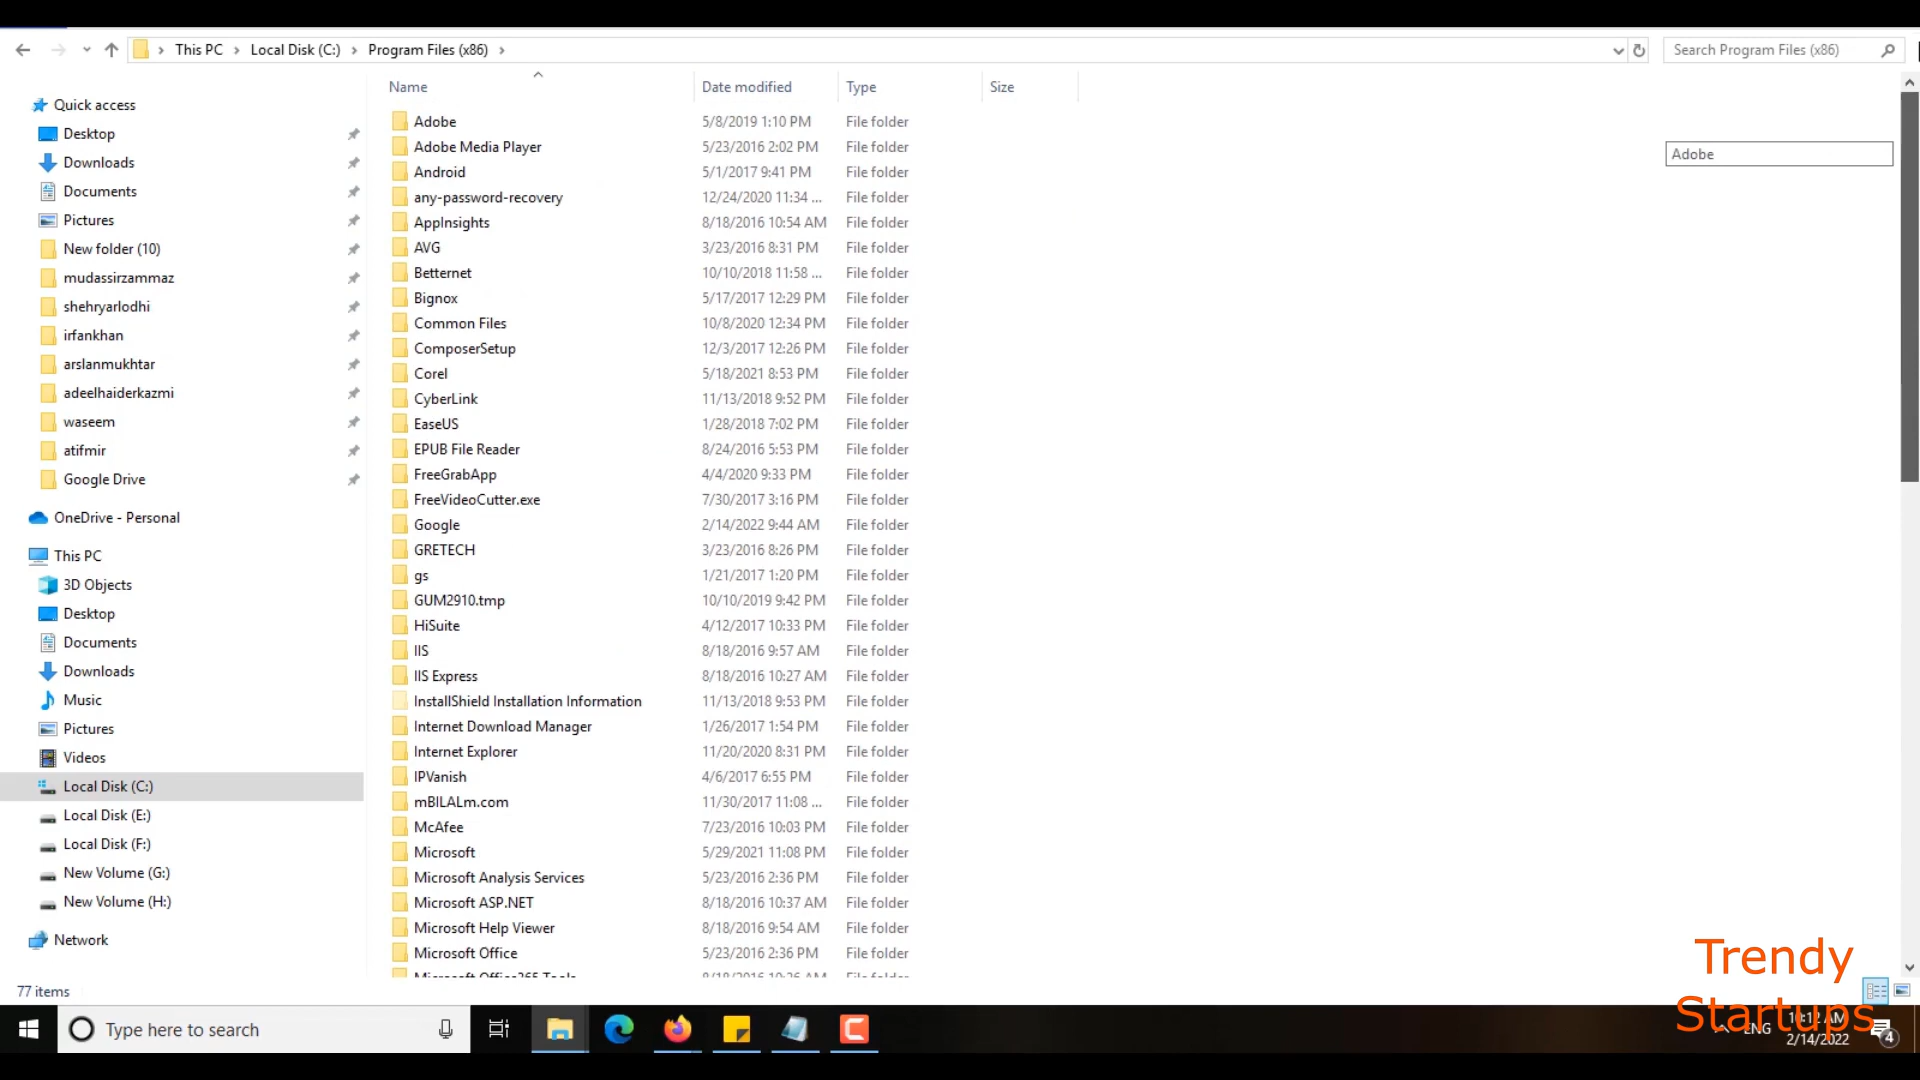 This PC > Local Disk (C:) > Program Files (x86) >
Search Program Files (x86)
Quick access
Desktop
Downloads
Documents
Pictures
New folder (10)
mudassirzammaz
shehryarlodhi
irfankhan
arslanmukhtar
adeelhaiderkazmi
waseem
atifmir
Google Drive
OneDrive - Personal
This PC
3D Objects
Desktop
Documents
Downloads
Music
Pictures
Videos
Local Disk (C:)
Local Disk (E:)
Local Disk (F:)
New Volume (G:)
New Volume (H:)
Network
Name Date modified Type Size
Adobe 5/8/2019 1:10 PM File folder
Adobe Media Player 5/23/2016 2:02 PM File folder
Android 5/1/2017 9:41 PM File folder
any-password-recovery 12/24/2020 11:34 ... File folder
AppInsights 8/18/2016 10:54 AM File folder
AVG 3/23/2016 8:31 PM File folder
Betternet 10/10/2018 11:58 ... File folder
Bignox 5/17/2017 12:29 PM File folder
Common Files 10/8/2020 12:34 PM File folder
ComposerSetup 12/3/2017 12:26 PM File folder
Corel 5/18/2021 8:53 PM File folder
CyberLink 11/13/2018 9:52 PM File folder
EaseUS 1/28/2018 7:02 PM File folder
EPUB File Reader 8/24/2016 5:53 PM File folder
FreeGrabApp 4/4/2020 9:33 PM File folder
FreeVideoCutter.exe 7/30/2017 3:16 PM File folder
Google 2/14/2022 9:44 AM File folder
GRETECH 3/23/2016 8:26 PM File folder
gs 1/21/2017 1:20 PM File folder
GUM2910.tmp 10/10/2019 9:42 PM File folder
HiSuite 4/12/2017 10:33 PM File folder
IIS 8/18/2016 9:57 AM File folder
IIS Express 8/18/2016 10:27 AM File folder
InstallShield Installation Information 11/13/2018 9:53 PM File folder
Internet Download Manager 1/26/2017 1:54 PM File folder
Internet Explorer 11/20/2020 8:31 PM File folder
IPVanish 4/6/2017 6:55 PM File folder
mBILALm.com 11/30/2017 11:08 ... File folder
McAfee 7/23/2016 10:03 PM File folder
Microsoft 5/29/2021 11:08 PM File folder
Microsoft Analysis Services 5/23/2016 2:36 PM File folder
Microsoft ASP.NET 8/18/2016 10:37 AM File folder
Microsoft Help Viewer 8/18/2016 9:54 AM File folder
Microsoft Office 5/23/2016 2:36 PM File folder
Microsoft Office365 Tools 8/18/2016 10:26 AM File folder
Adobe
77 items
Trendy
Startups
Type here to search
ENG
10:12 AM
2/14/2022
4